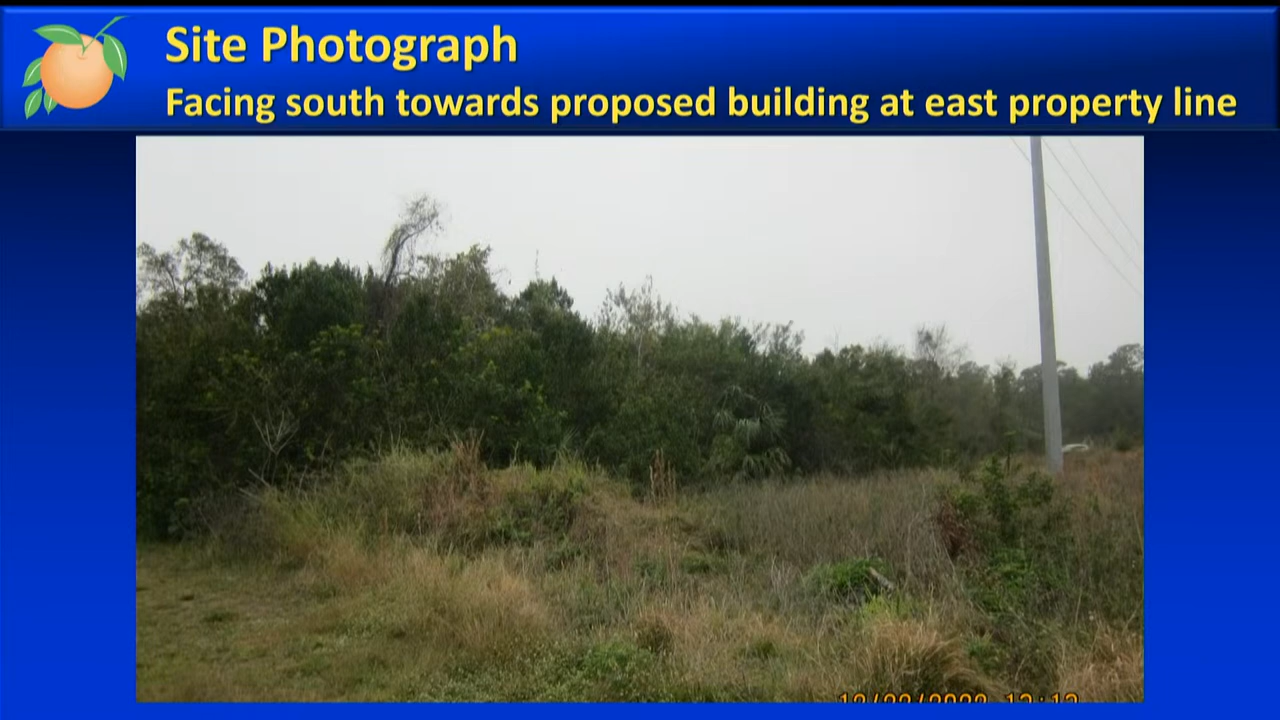 Site Photograph
Facing south towards proposed building at east property line